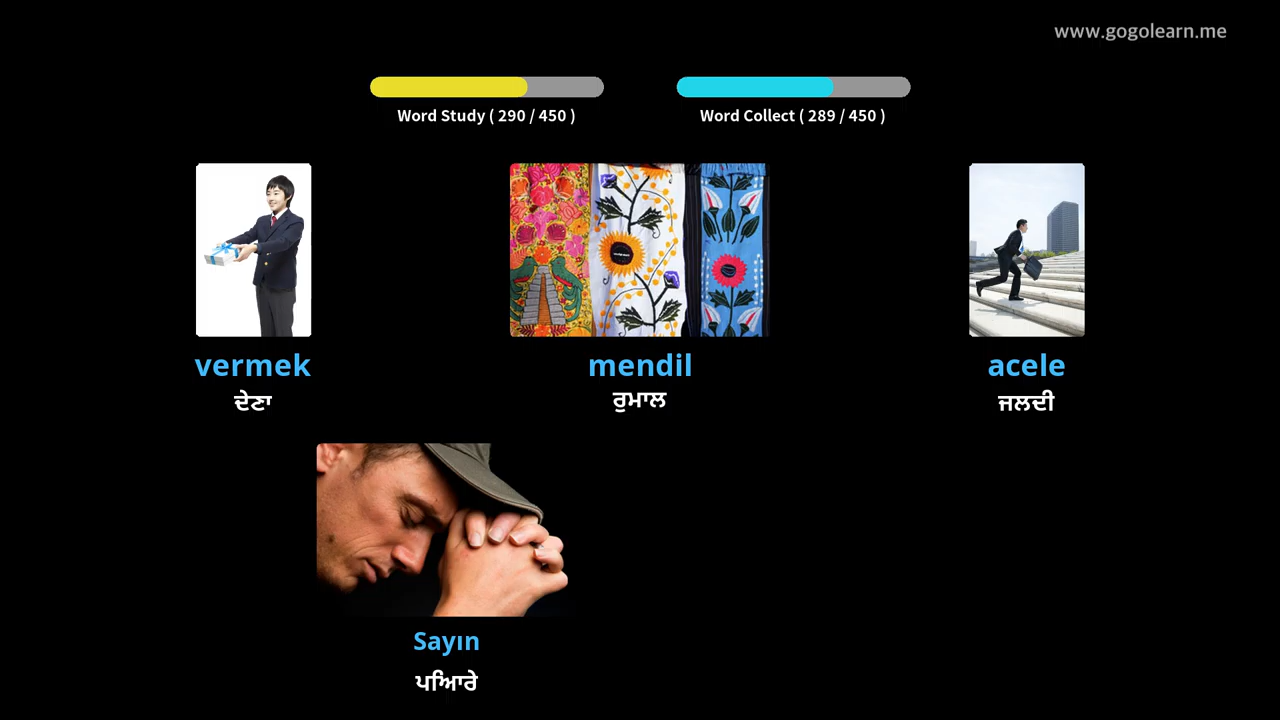 www.gogolearn.me
Word Study ( 290 / 450 )
Word Collect ( 289 / 450 )
vermek
ਦੇਣਾ
mendil
ਰੁਮਾਲ
acele
ਜਲਦੀ
Sayın
ਪਿਆਰੇ